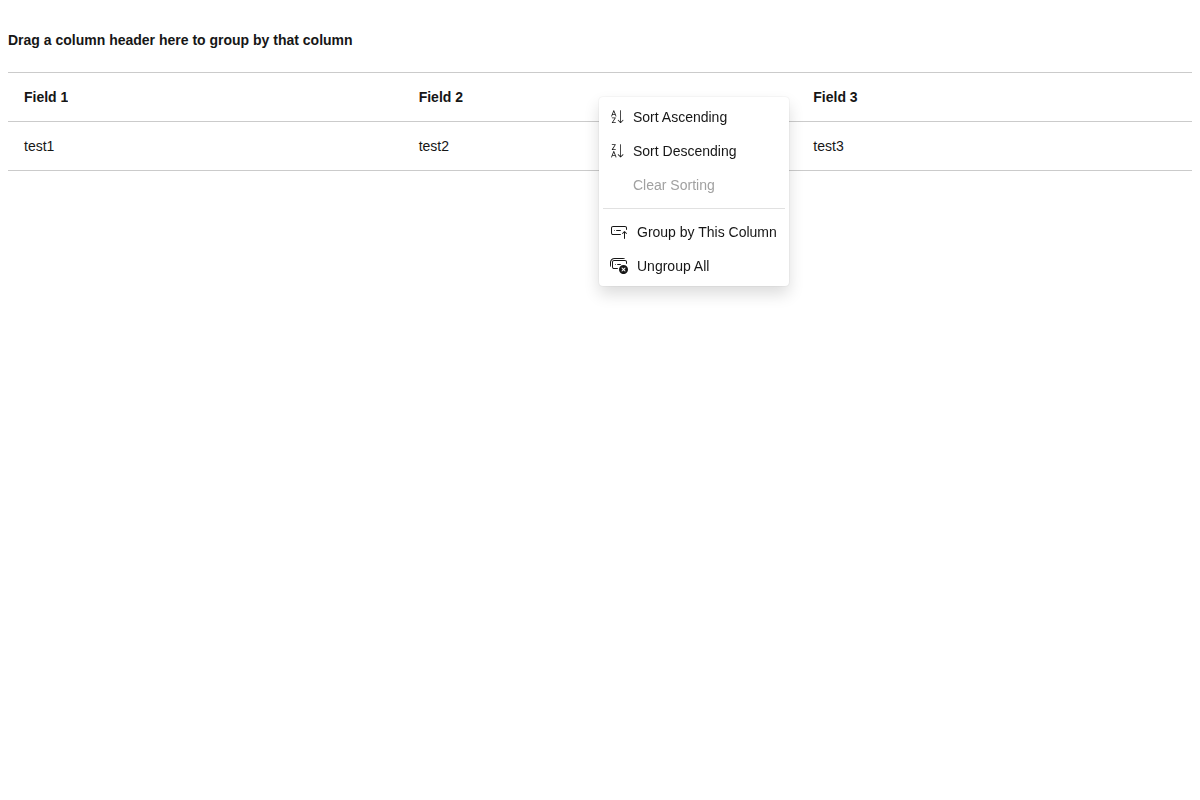 Drag a column header here to group by that column
Field 1 Field 2 Field 3
test1 test2 test3
Sort Ascending
Sort Descending
Clear Sorting
Group by This Column
Ungroup All